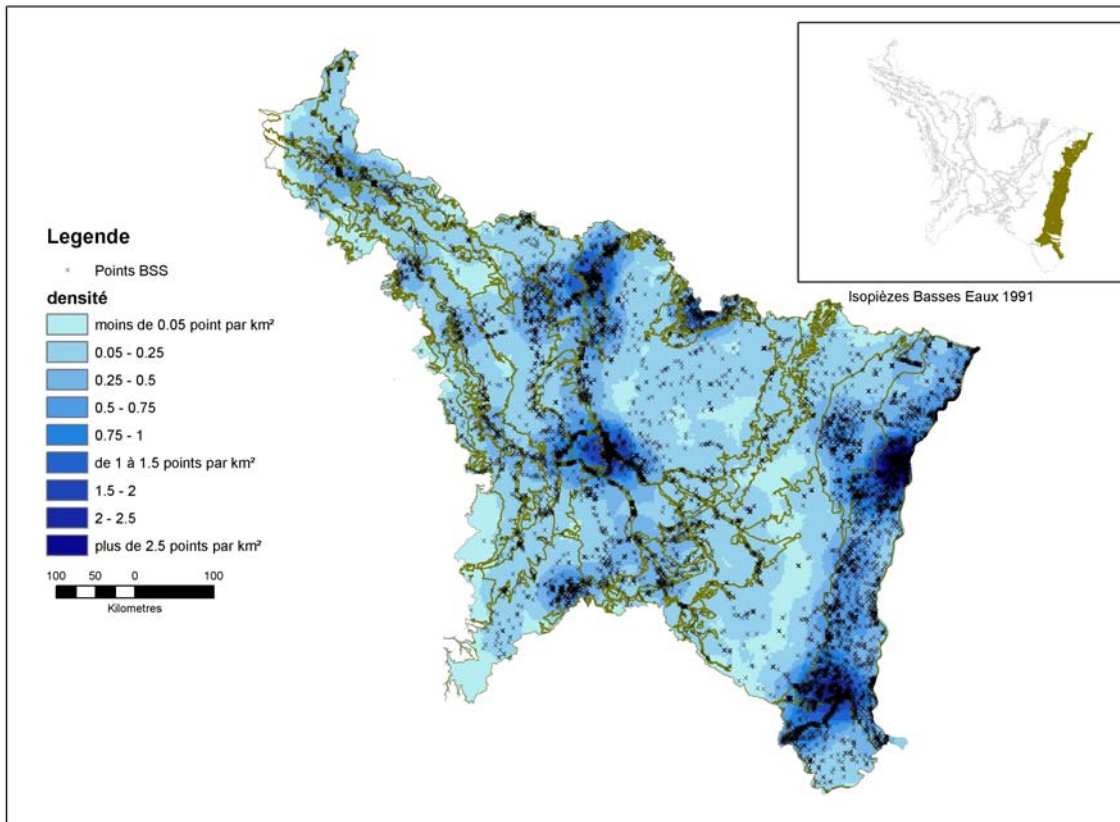 Isopièzes Basses Eaux 1991
Legende
Points BSS
densité
moins de 0.05 point par km²
0.05 - 0.25
0.25 - 0.5
0.5 - 0.75
0.75 - 1
de 1 à 1.5 points par km²
1.5 - 2
2 - 2.5
plus de 2.5 points par km²
100 50 0 100
Kilometres